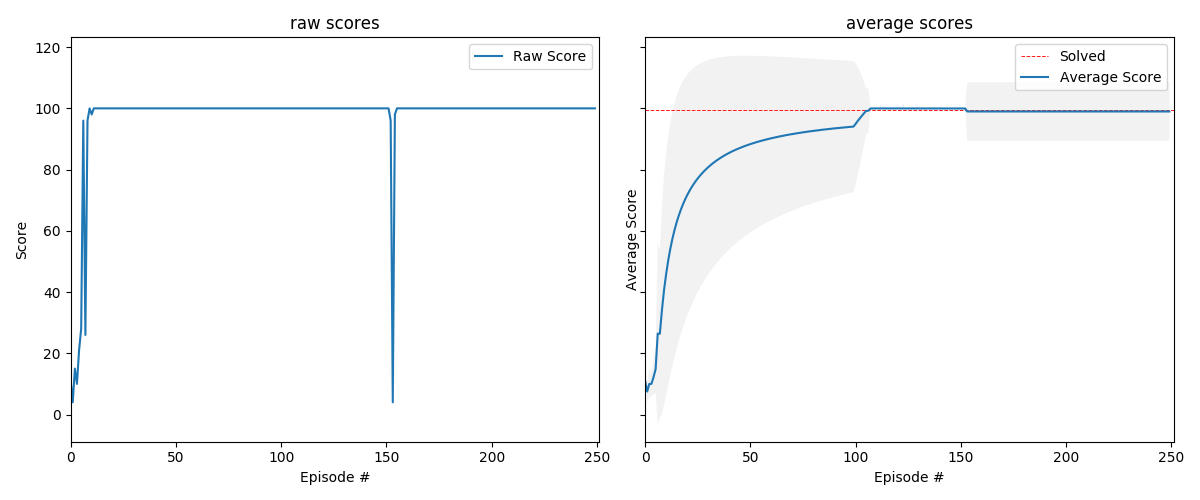 raw scores
Raw Score
120
100
80
60
40
20
0
Score
0 50 100 150 200 250
Episode #
average scores
Solved
Average Score
Average Score
0 50 100 150 200 250
Episode #